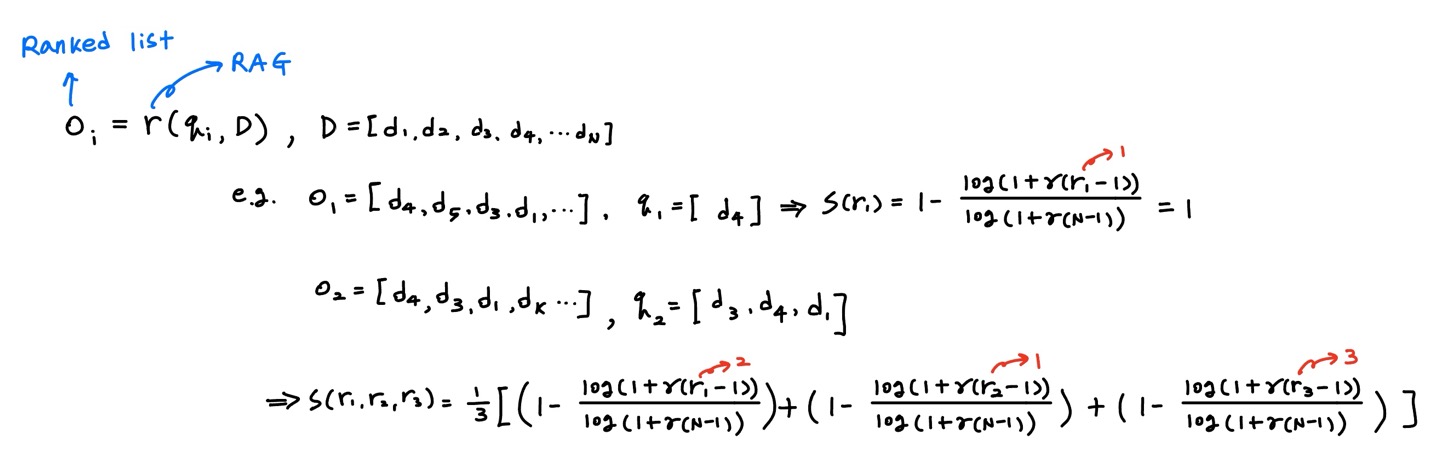 Ranked list
RAG
O_i = r(q_i, D) , D = [d_1, d_2, d_3, d_4, ... d_N]
1
e.g. O_1 = [d_4, d_5, d_3, d_1, ...] , q_1 = [ d_4 ] ⇒ S(r_1) = 1 - log(1+γ(r_1-1)) / log(1+γ(N-1)) = 1
O_2 = [d_4, d_3, d_1, d_K ...] , q_2 = [d_3, d_4, d_1]
2 1 3
⇒ S(r_1, r_2, r_3) = 1/3 [(1 - log(1+γ(r_1-1)) / log(1+γ(N-1))) + (1 - log(1+γ(r_2-1)) / log(1+γ(N-1))) + (1 - log(1+γ(r_3-1)) / log(1+γ(N-1)))]